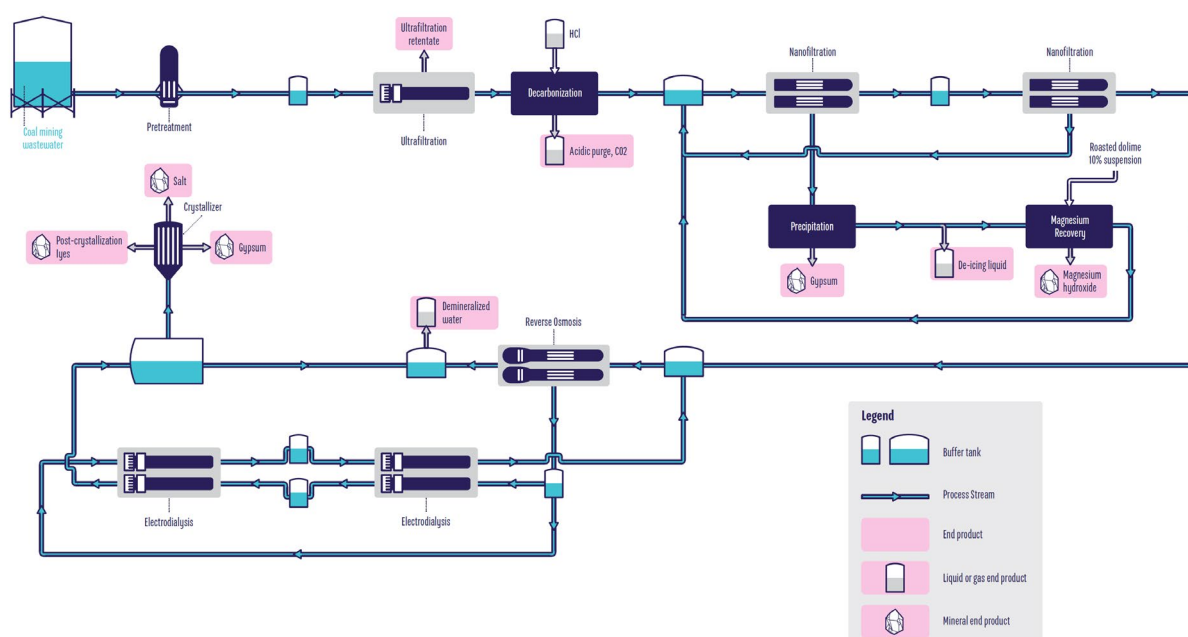 Ultrafiltration
retentate
HCl
Nanofiltration
Nanofiltration
Decarbonization
Coal mining
wastewater
Pretreatment
Ultrafiltration
Acidic purge, CO2
Roasted dolime
10% suspension
Salt
Crystallizer
Post-crystallization
lyes
Gypsum
Precipitation
Magnesium
Recovery
De-icing liquid
Gypsum
Magnesium
hydroxide
Demineralized
water
Reverse Osmosis
Electrodialysis
Electrodialysis
Legend
Buffer tank
Process Stream
End product
Liquid or gas end product
Mineral end product